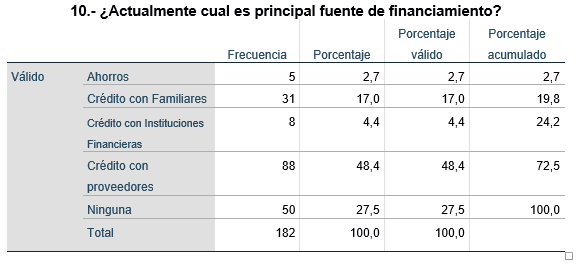 10.- ¿Actualmente cual es principal fuente de financiamiento?
Frecuencia Porcentaje Porcentaje válido Porcentaje acumulado
Válido Ahorros 5 2,7 2,7 2,7
Crédito con Familiares 31 17,0 17,0 19,8
Crédito con Instituciones Financieras 8 4,4 4,4 24,2
Crédito con proveedores 88 48,4 48,4 72,5
Ninguna 50 27,5 27,5 100,0
Total 182 100,0 100,0